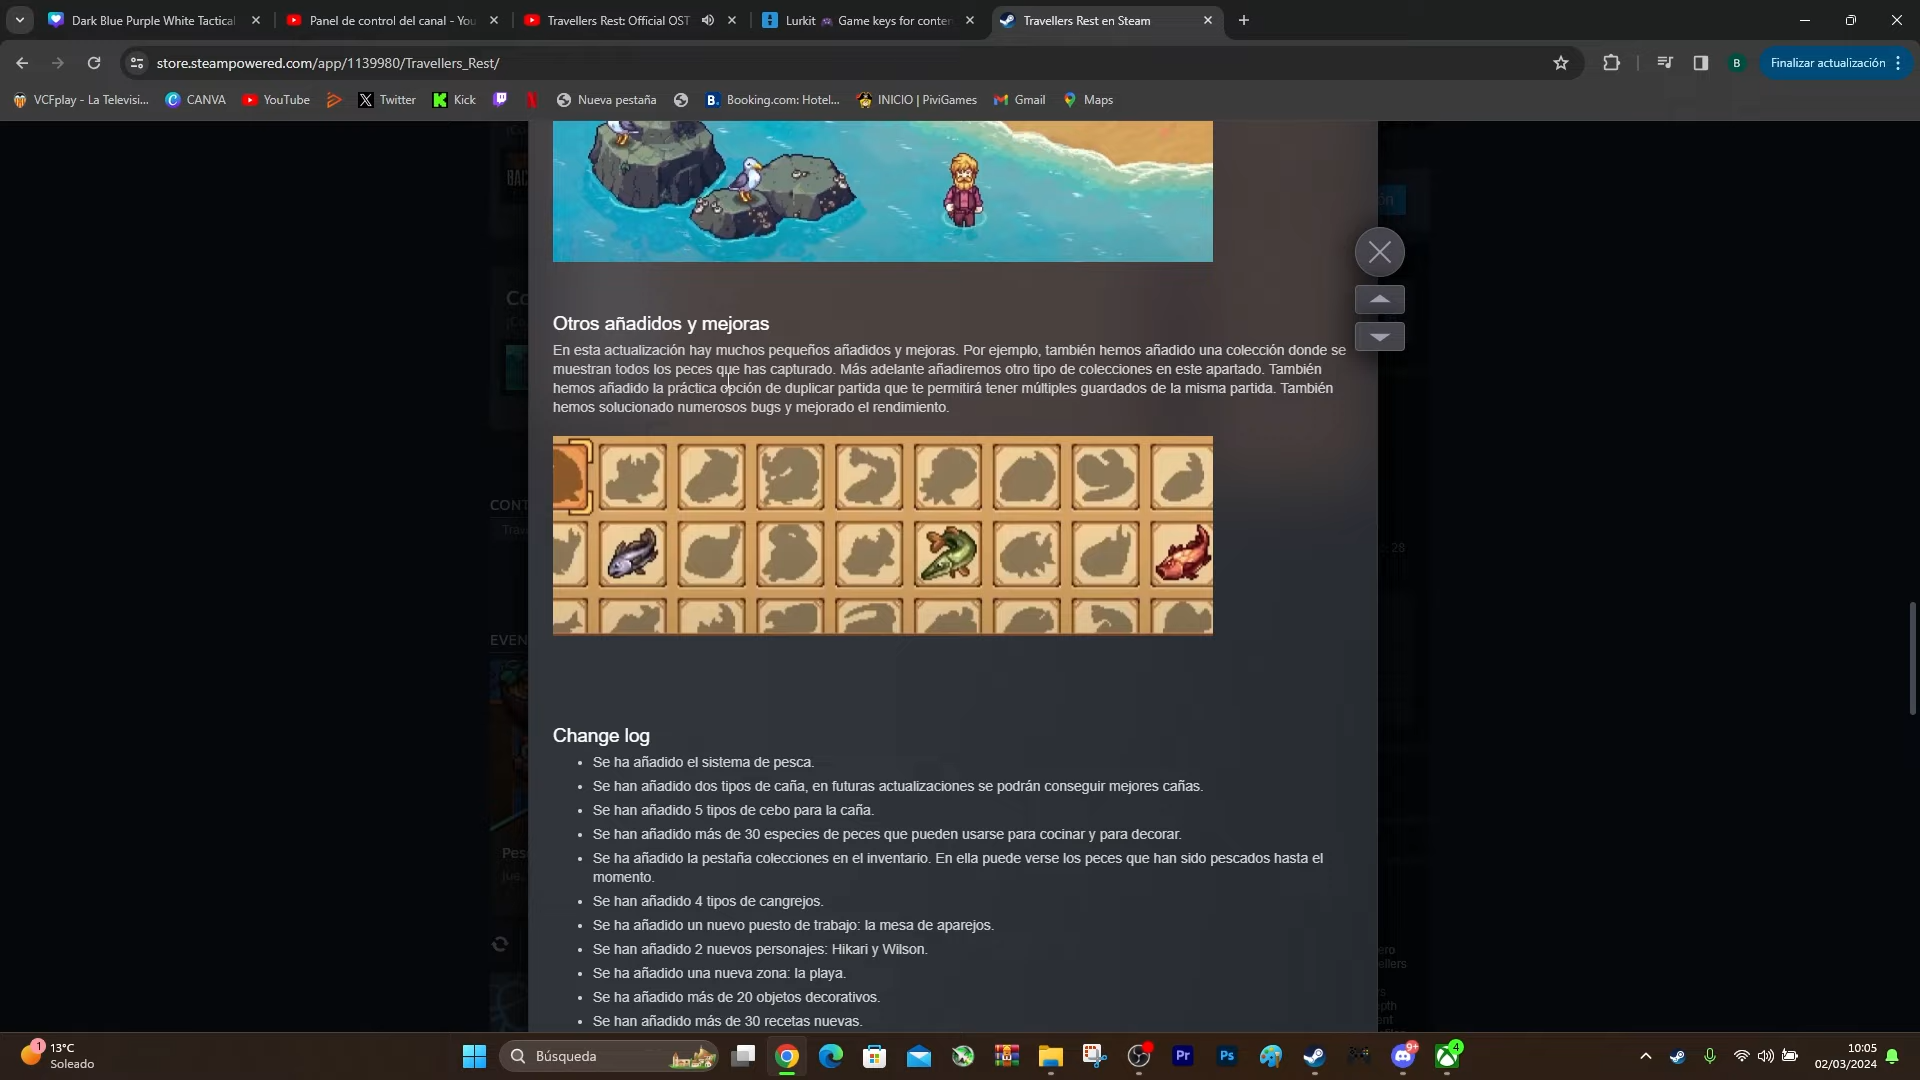 Dark Blue Purple White Tactical
Panel de control del canal - You
Travellers Rest: Official OST
Lurkit 🎮 Game keys for conten
Travellers Rest en Steam
store.steampowered.com/app/1139980/Travellers_Rest/
B
Finalizar actualización
VCFplay - La Televisi...
CANVA
YouTube
Twitter
Kick
Nueva pestaña
Booking.com: Hotel...
INICIO | PiviGames
Gmail
Maps
Otros añadidos y mejoras
En esta actualización hay muchos pequeños añadidos y mejoras. Por ejemplo, también hemos añadido una colección donde se
muestran todos los peces que has capturado. Más adelante añadiremos otro tipo de colecciones en este apartado. También
hemos añadido la práctica opción de duplicar partida que te permitirá tener múltiples guardados de la misma partida. También
hemos solucionado numerosos bugs y mejorado el rendimiento.
CONT
Trav
28
EVEN
Change log
Se ha añadido el sistema de pesca.
Se han añadido dos tipos de caña, en futuras actualizaciones se podrán conseguir mejores cañas.
Se han añadido 5 tipos de cebo para la caña.
Se han añadido más de 30 especies de peces que pueden usarse para cocinar y para decorar.
Se ha añadido la pestaña colecciones en el inventario. En ella puede verse los peces que han sido pescados hasta el
momento.
Se han añadido 4 tipos de cangrejos.
Se ha añadido un nuevo puesto de trabajo: la mesa de aparejos.
Se han añadido 2 nuevos personajes: Hikari y Wilson.
Se ha añadido una nueva zona: la playa.
Se ha añadido más de 20 objetos decorativos.
Se han añadido más de 30 recetas nuevas.
1
13°C
Soleado
Búsqueda
Pr
Ps
9+
4
10:05
02/03/2024